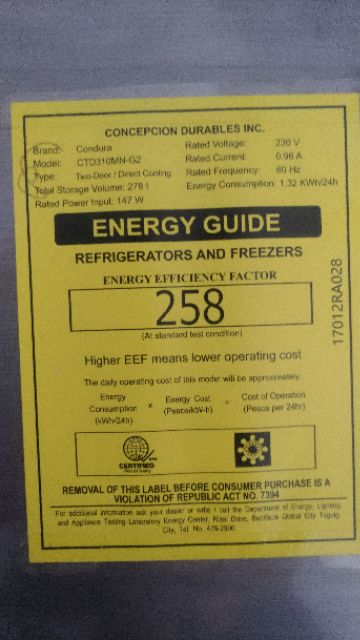 CONCEPCION DURABLES INC.
Brand: Condura Rated Voltage: 230 V
Model: CTD310MN-G2 Rated Current: 0.96 A
Type: Two-Door / Direct Cooling Rated Frequency: 60 Hz
Total Storage Volume: 278 l Energy Consumption: 1.32 KWh/24h
Rated Power Input: 147 W
ENERGY GUIDE
REFRIGERATORS AND FREEZERS
ENERGY EFFICIENCY FACTOR
258
(At standard test condition)
17012RA028
Higher EEF means lower operating cost
The daily operating cost of this model will be approximately:
Energy Consumption (kWh/24h) × Energy Cost (Pesos/kW-h) = Cost of Operation (Pesos per 24hr)
CERTIFIED
REMOVAL OF THIS LABEL BEFORE CONSUMER PURCHASE IS A
VIOLATION OF REPUBLIC ACT NO. 7394
For additional information ask your dealer or write / call the Department of Energy, Lighting
and Appliance Testing Laboratory Energy Center, Rizal Drive, Bonifacio Global City Taguig
City, Tel. No. 479-2900